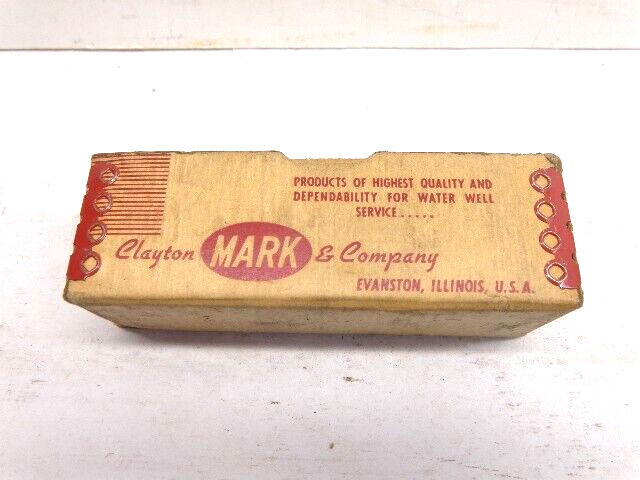 PRODUCTS OF HIGHEST QUALITY AND
DEPENDABILITY FOR WATER WELL
SERVICE.....
Clayton MARK & Company
EVANSTON, ILLINOIS, U.S.A.